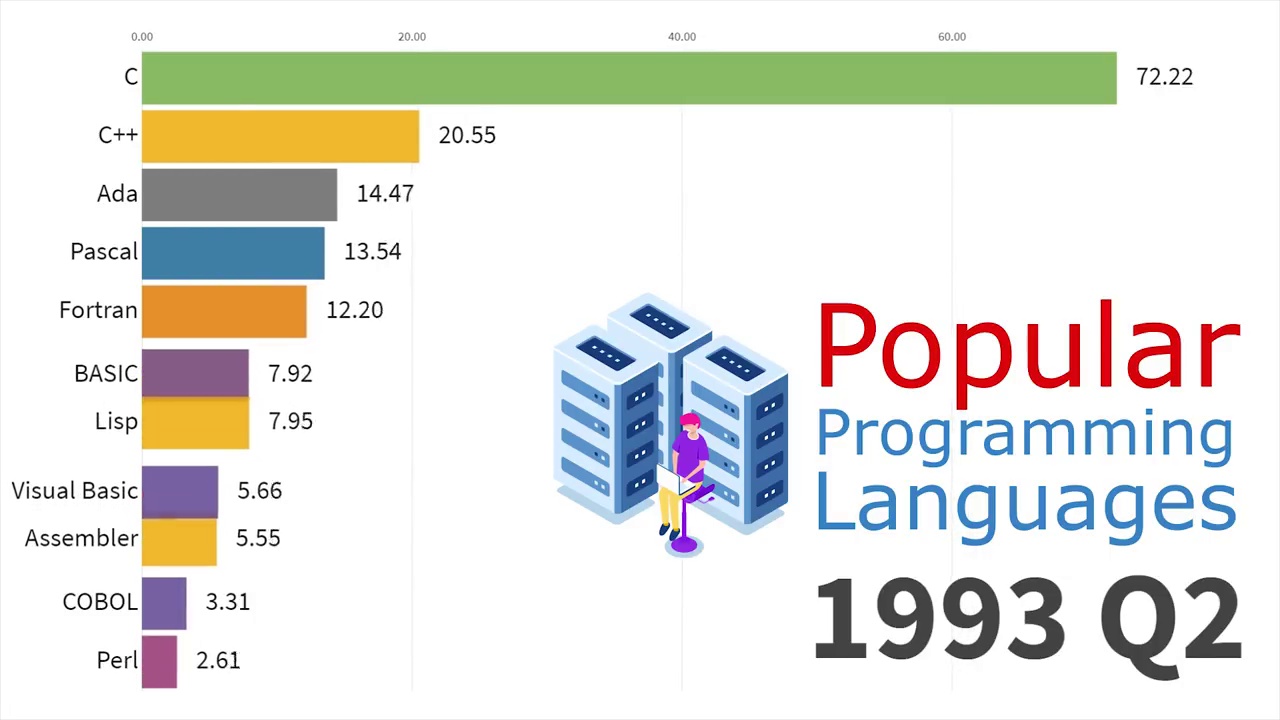 0.00 20.00 40.00 60.00
C 72.22
C++ 20.55
Ada 14.47
Pascal 13.54
Fortran 12.20
BASIC 7.92
Lisp 7.95
Visual Basic 5.66
Assembler 5.55
COBOL 3.31
Perl 2.61
Popular
Programming
Languages
1993 Q2